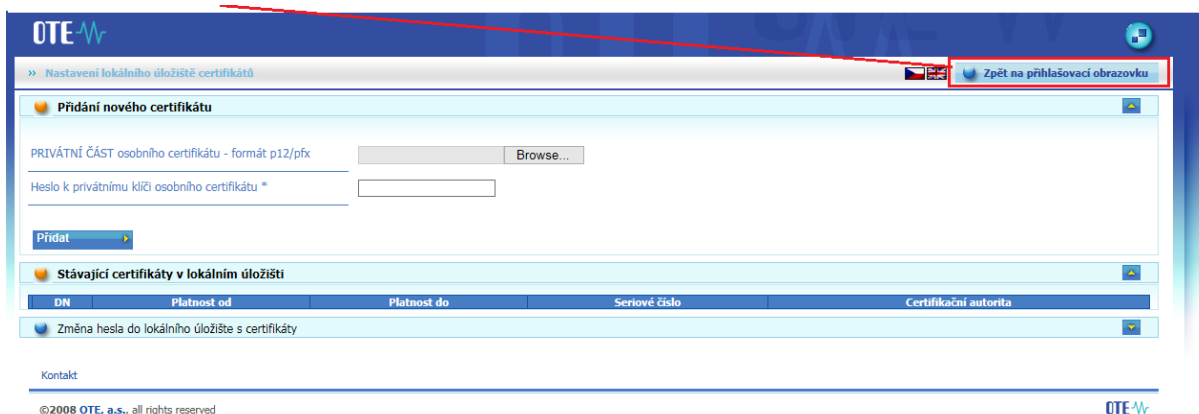 OTE
» Nastavení lokálního úložiště certifikátů
Zpět na přihlašovací obrazovku
Přidání nového certifikátu
PRIVÁTNÍ ČÁST osobního certifikátu - formát p12/pfx
Browse...
Heslo k privátnímu klíči osobního certifikátu *
Přidat
Stávající certifikáty v lokálním úložišti
DN Platnost od Platnost do Seriové číslo Certifikační autorita
Změna hesla do lokálního úložište s certifikáty
Kontakt
©2008 OTE, a.s., all rights reserved
OTE